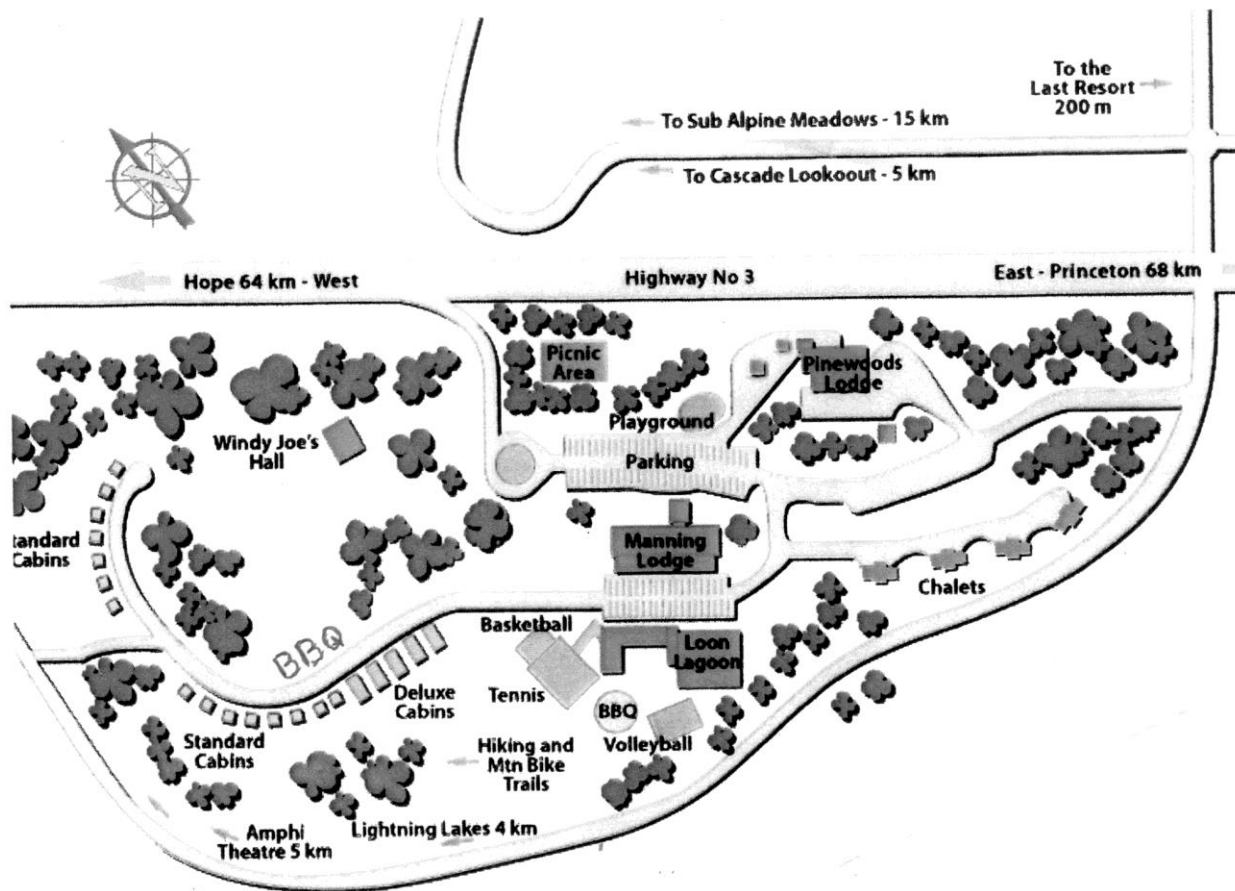 To the
Last Resort
200 m
To Sub Alpine Meadows - 15 km
To Cascade Lookoout - 5 km
Hope 64 km - West
Highway No 3
East - Princeton 68 km
Picnic
Area
Pinewoods
Lodge
Playground
Windy Joe's
Hall
Parking
tandard
Cabins
Manning
Lodge
Chalets
BBQ
Basketball
Loon
Lagoon
Deluxe
Cabins
Tennis
BBQ
Standard
Cabins
Volleyball
Hiking and
Mtn Bike
Trails
Amphi
Theatre 5 km
Lightning Lakes 4 km